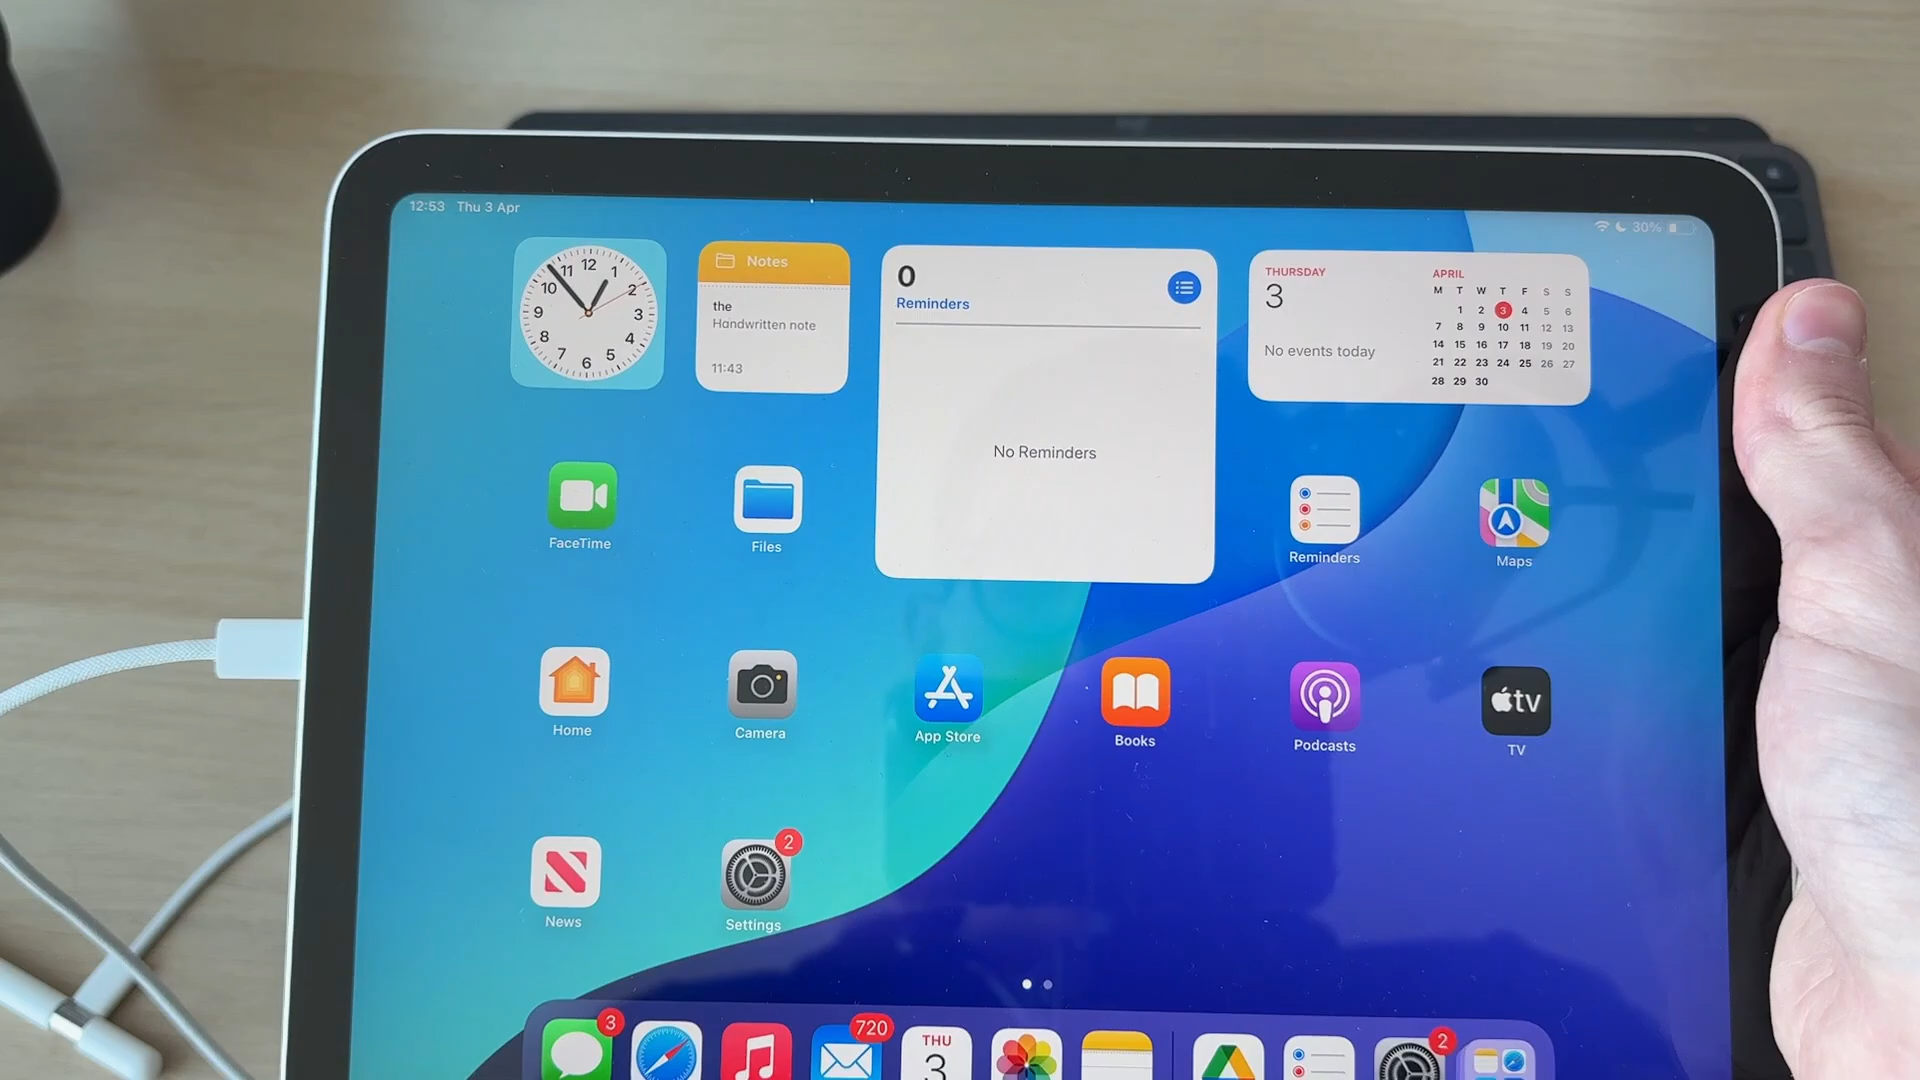 12:53 Thu 3 Apr
30%
12
1
2
3
4
5
6
7
8
9
10
11
Notes
the
Handwritten note
11:43
0
Reminders
No Reminders
THURSDAY
3
No events today
APRIL
M T W T F S S
1 2 3 4 5 6
7 8 9 10 11 12 13
14 15 16 17 18 19 20
21 22 23 24 25 26 27
28 29 30
FaceTime
Files
Reminders
Maps
Home
Camera
App Store
Books
Podcasts
tv
TV
News
2
Settings
3
720
THU
3
2